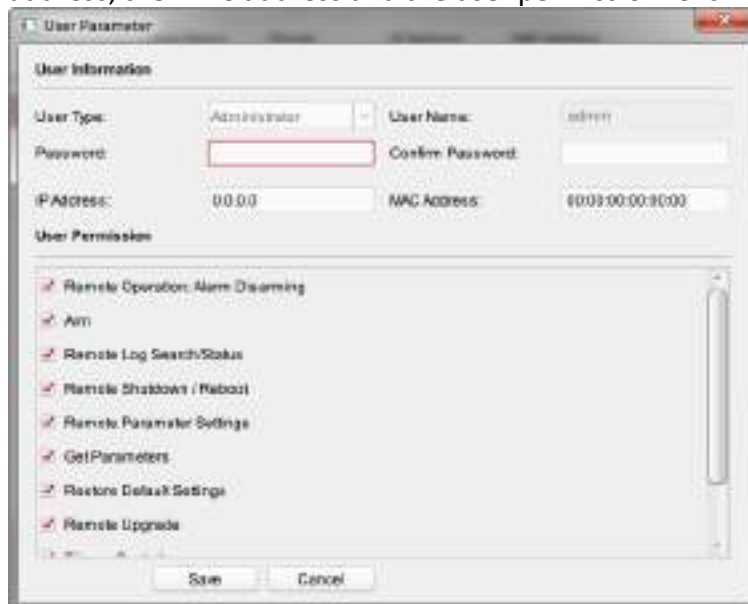 User Parameter
User Information
User Type: Administrator User Name: admin
Password: Confirm Password:
IP Address: 0.0.0.0 MAC Address: 00:00:00:00:00:00
User Permission
Remote Operation: Alarm Disarming
Arm
Remote Log Search/Status
Remote Shutdown / Reboot
Remote Parameter Settings
Get Parameters
Restore Default Settings
Remote Upgrade
Save Cancel